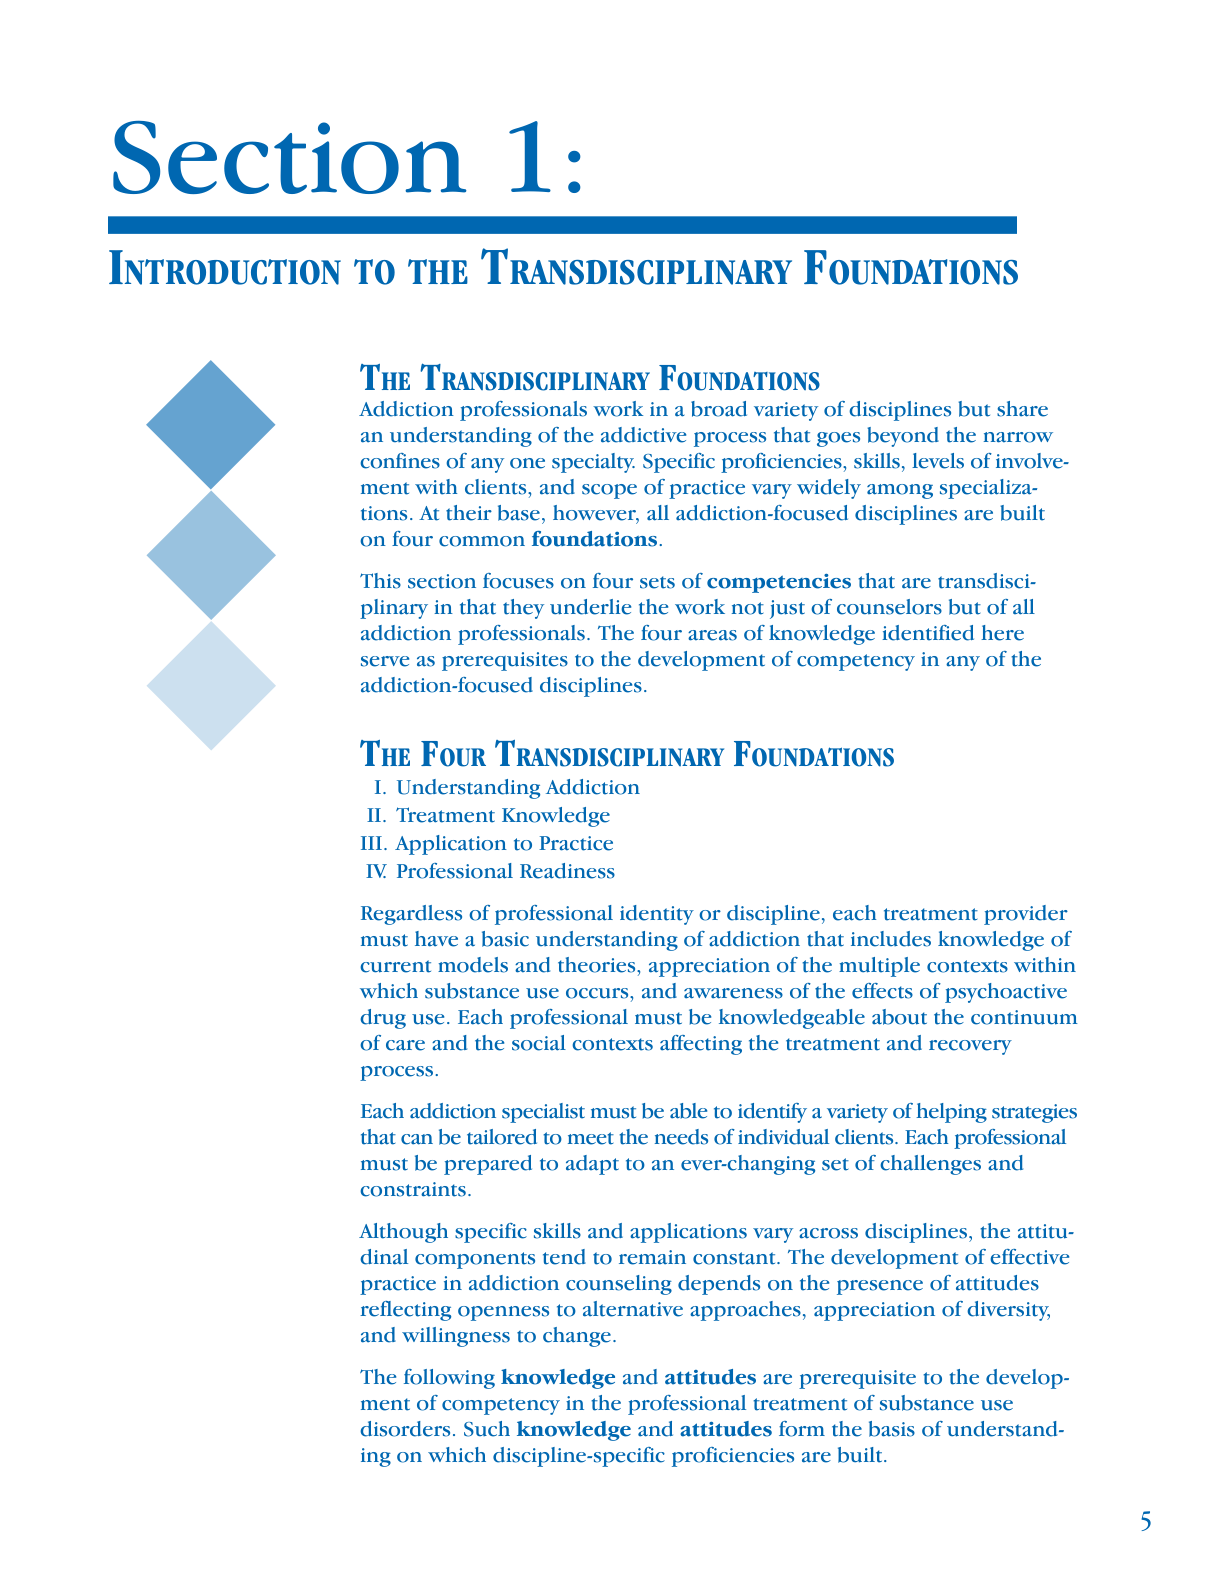 Section 1:
Introduction to the Transdisciplinary Foundations
The Transdisciplinary Foundations
Addiction professionals work in a broad variety of disciplines but share
an understanding of the addictive process that goes beyond the narrow
confines of any one specialty. Specific proficiencies, skills, levels of involve-
ment with clients, and scope of practice vary widely among specializa-
tions. At their base, however, all addiction-focused disciplines are built
on four common foundations.
This section focuses on four sets of competencies that are transdisci-
plinary in that they underlie the work not just of counselors but of all
addiction professionals. The four areas of knowledge identified here
serve as prerequisites to the development of competency in any of the
addiction-focused disciplines.
The Four Transdisciplinary Foundations
I. Understanding Addiction
II. Treatment Knowledge
III. Application to Practice
IV. Professional Readiness
Regardless of professional identity or discipline, each treatment provider
must have a basic understanding of addiction that includes knowledge of
current models and theories, appreciation of the multiple contexts within
which substance use occurs, and awareness of the effects of psychoactive
drug use. Each professional must be knowledgeable about the continuum
of care and the social contexts affecting the treatment and recovery
process.
Each addiction specialist must be able to identify a variety of helping strategies
that can be tailored to meet the needs of individual clients. Each professional
must be prepared to adapt to an ever-changing set of challenges and
constraints.
Although specific skills and applications vary across disciplines, the attitu-
dinal components tend to remain constant. The development of effective
practice in addiction counseling depends on the presence of attitudes
reflecting openness to alternative approaches, appreciation of diversity,
and willingness to change.
The following knowledge and attitudes are prerequisite to the develop-
ment of competency in the professional treatment of substance use
disorders. Such knowledge and attitudes form the basis of understand-
ing on which discipline-specific proficiencies are built.
5